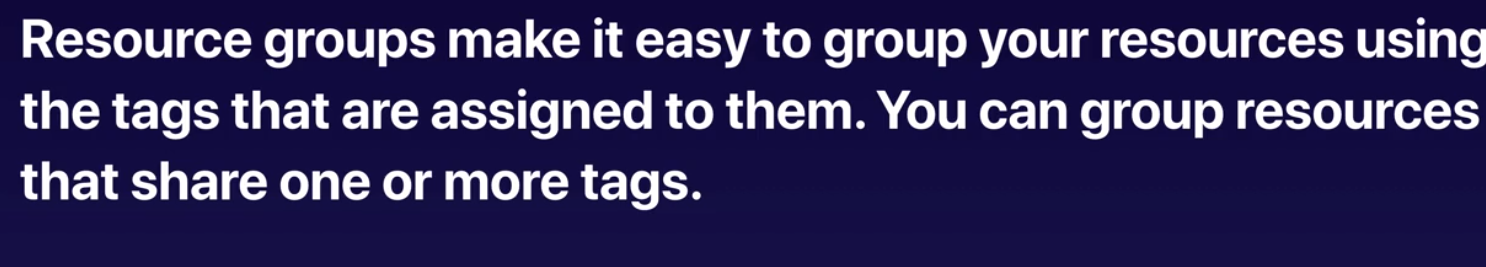 Resource groups make it easy to group your resources using
the tags that are assigned to them. You can group resources
that share one or more tags.